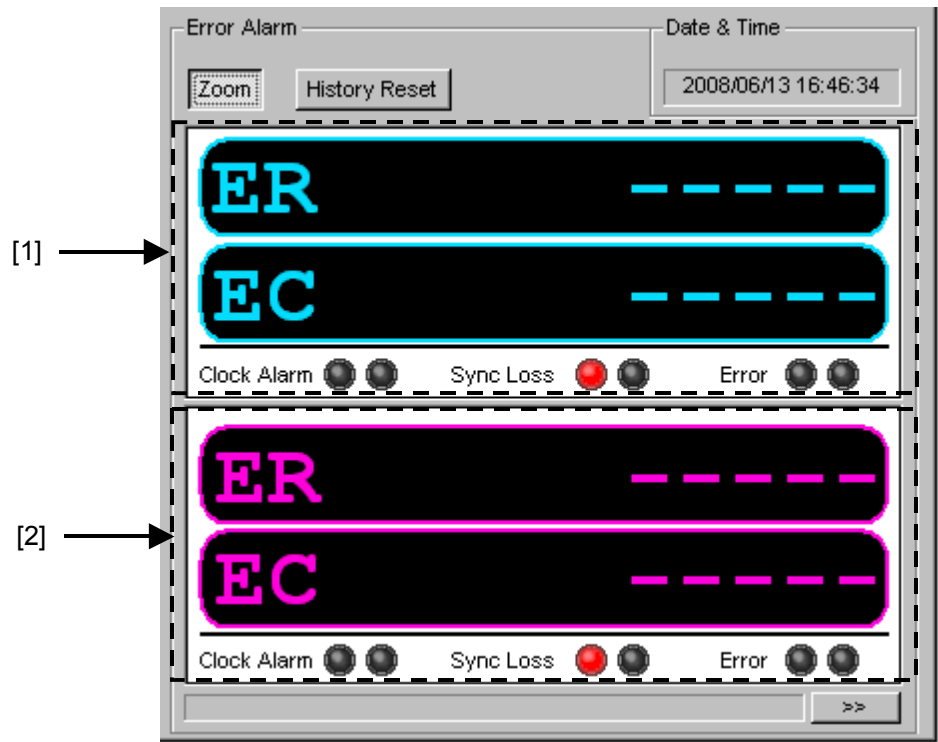 Error Alarm Date & Time
Zoom History Reset 2008/06/13 16:46:34
ER -----
[1]
EC -----
Clock Alarm Sync Loss Error
ER -----
[2]
EC -----
Clock Alarm Sync Loss Error
>>